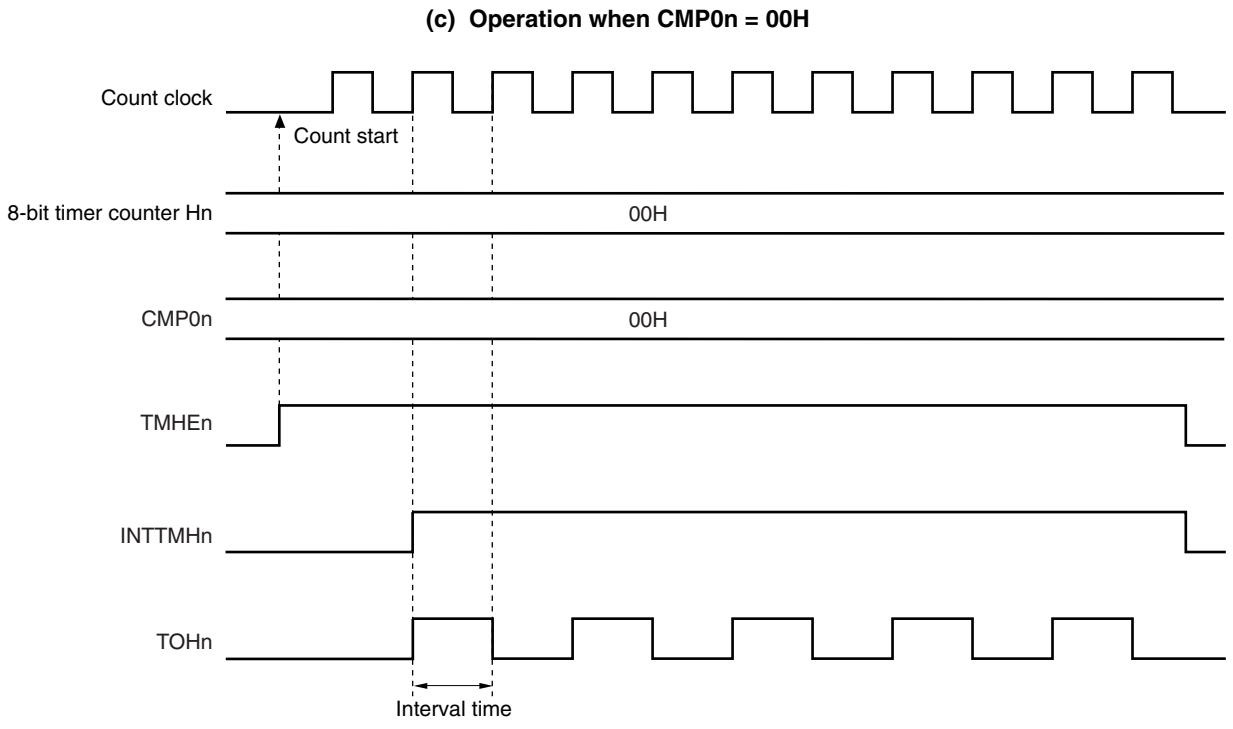 (c) Operation when CMP0n = 00H
Count clock
Count start
8-bit timer counter Hn
00H
CMP0n
00H
TMHEn
INTTMHn
TOHn
Interval time